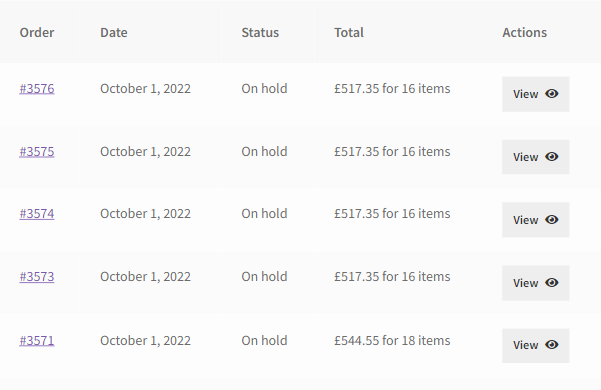 Order Date Status Total Actions
#3576 October 1, 2022 On hold £517.35 for 16 items View
#3575 October 1, 2022 On hold £517.35 for 16 items View
#3574 October 1, 2022 On hold £517.35 for 16 items View
#3573 October 1, 2022 On hold £517.35 for 16 items View
#3571 October 1, 2022 On hold £544.55 for 18 items View